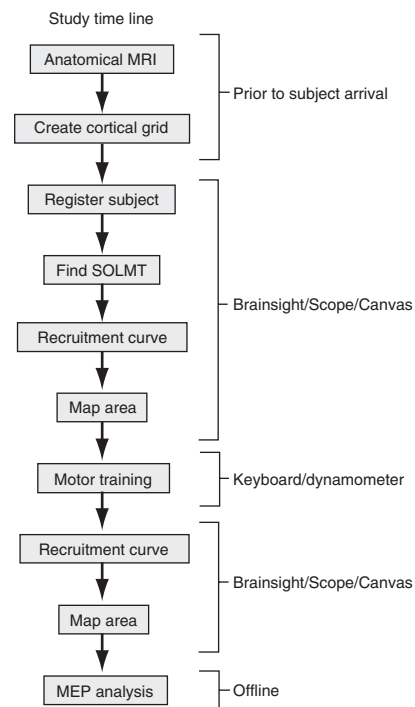 Study time line
Anatomical MRI
Create cortical grid
Prior to subject arrival
Register subject
Find SOLMT
Recruitment curve
Map area
Brainsight/Scope/Canvas
Motor training
Keyboard/dynamometer
Recruitment curve
Map area
Brainsight/Scope/Canvas
MEP analysis
Offline